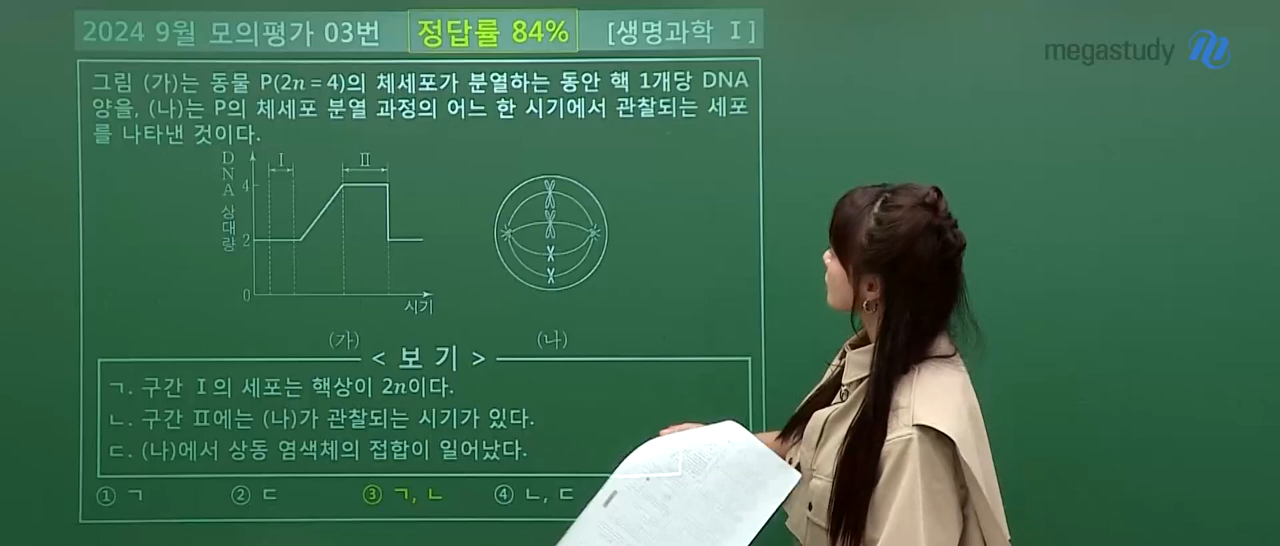 2024 9월 모의평가 03번 정답률 84% [생명과학 Ⅰ]
megastudy
그림 (가)는 동물 P(2n=4)의 체세포가 분열하는 동안 핵 1개당 DNA
양을, (나)는 P의 체세포 분열 과정의 어느 한 시기에서 관찰되는 세포
를 나타낸 것이다.
DNA 상대량
Ⅰ Ⅱ
4
2
0
시기
(가) (나)
< 보 기 >
ㄱ. 구간 Ⅰ의 세포는 핵상이 2n이다.
ㄴ. 구간 Ⅱ에는 (나)가 관찰되는 시기가 있다.
ㄷ. (나)에서 상동 염색체의 접합이 일어났다.
① ㄱ ② ㄷ ③ ㄱ, ㄴ ④ ㄴ, ㄷ